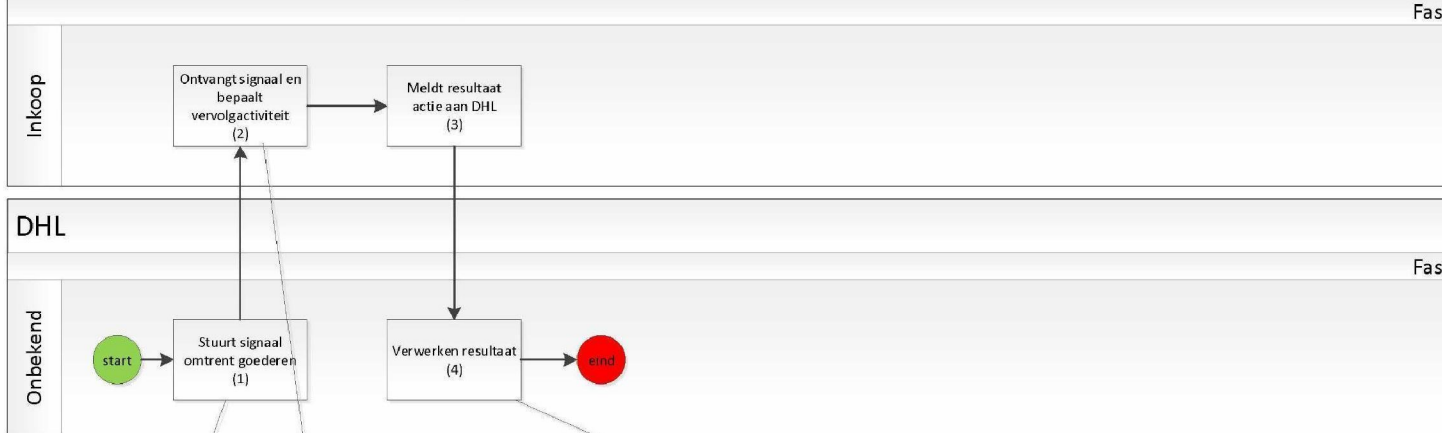 Fas
Inkoop
Ontvangt signaal en
bepaalt
vervolgactiviteit
(2)
Meldt resultaat
actie aan DHL
(3)
DHL
Fas
Onbekend
start
Stuurt signaal
omtrent goederen
(1)
Verwerken resultaat
(4)
eind